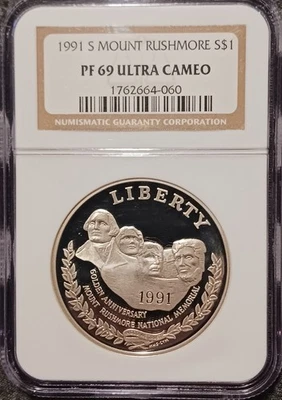 1991 S MOUNT RUSHMORE S$1
PF 69 ULTRA CAMEO
1762664-060
NUMISMATIC GUARANTY CORPORATION
LIBERTY
1991
GOLDEN ANNIVERSARY
MOUNT RUSHMORE NATIONAL MEMORIAL